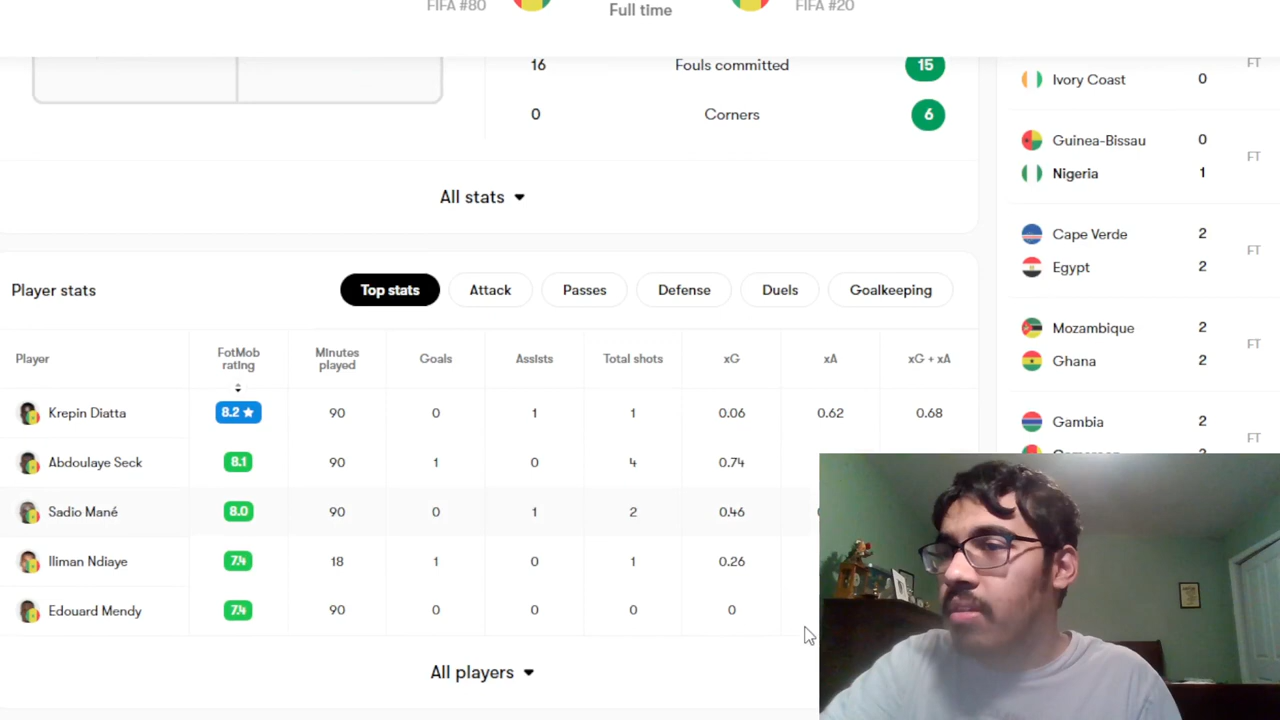 FIFA #80
Full time
FIFA #20
16 Fouls committed 15
0 Corners 6
All stats
Player stats
Top stats
Attack
Passes
Defense
Duels
Goalkeeping
Player FotMob rating Minutes played Goals Assists Total shots xG xA xG + xA
Krepin Diatta 8.2 90 0 1 1 0.06 0.62 0.68
Abdoulaye Seck 8.1 90 1 0 4 0.74
Sadio Mané 8.0 90 0 1 2 0.46
Iliman Ndiaye 7.4 18 1 0 1 0.26
Edouard Mendy 7.4 90 0 0 0 0
All players
FT
Ivory Coast 0
Guinea-Bissau 0
FT
Nigeria 1
Cape Verde 2
FT
Egypt 2
Mozambique 2
FT
Ghana 2
Gambia 2
FT